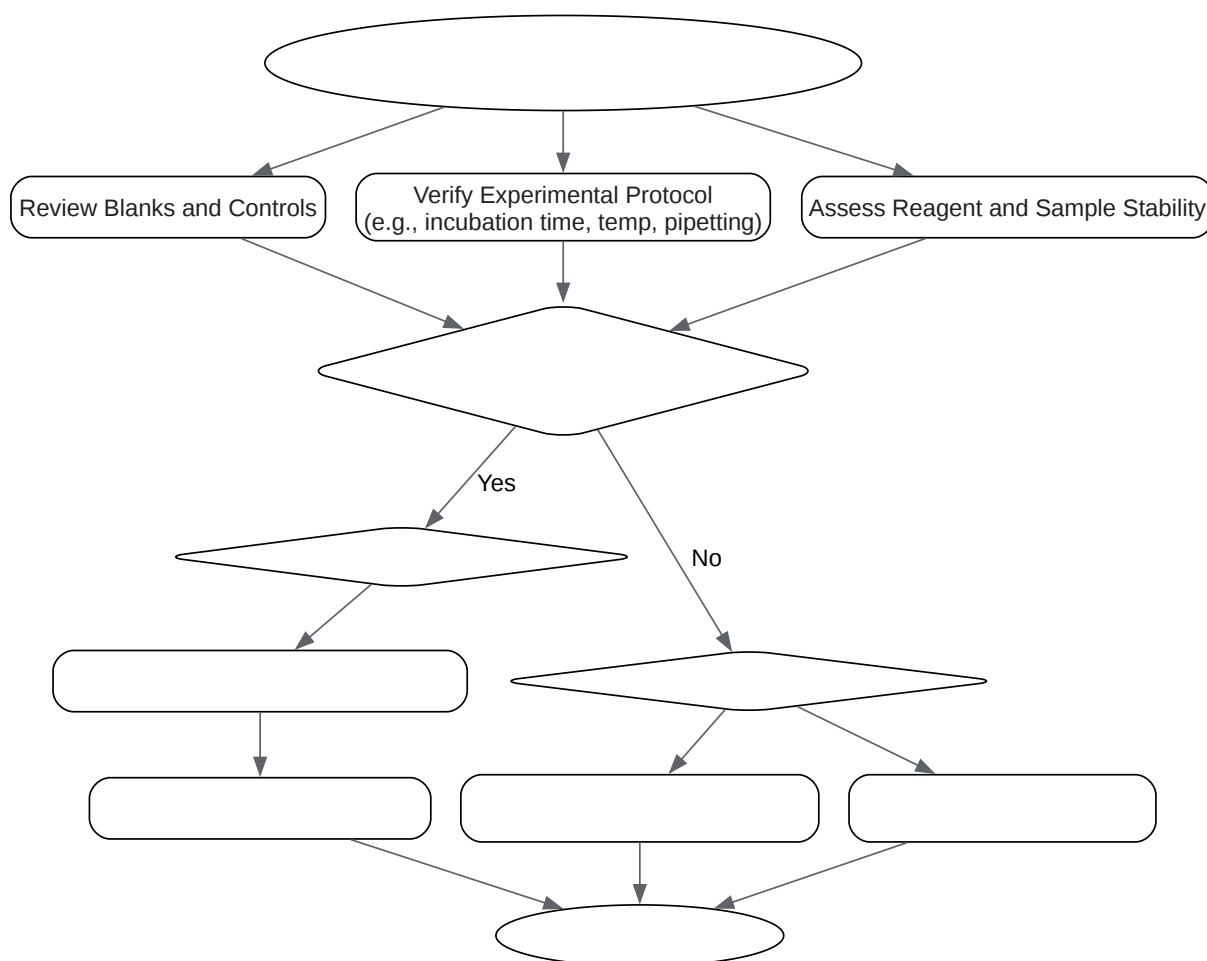 Review Blanks and Controls
Verify Experimental Protocol
(e.g., incubation time, temp, pipetting)
Assess Reagent and Sample Stability
Yes
No